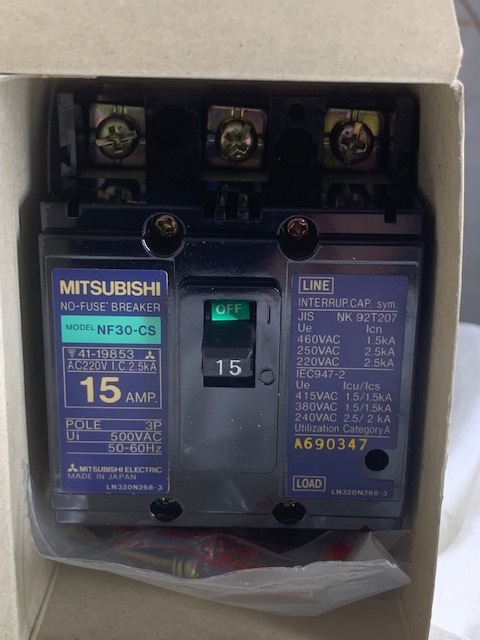 MITSUBISHI
NO-FUSE BREAKER
MODEL NF30-CS
▽41-19853
AC220V I.C. 2.5kA
15 AMP.
POLE 3P
Ui 500VAC
50-60Hz
MITSUBISHI ELECTRIC
MADE IN JAPAN
LN320N268-3
OFF
15
LINE
INTERRUP.CAP. sym.
JIS NK 92T207
Ue Icn
460VAC 1.5kA
250VAC 2.5kA
220VAC 2.5kA
IEC947-2
Ue Icu/Ics
415VAC 1.5/1.5kA
380VAC 1.5/1.5kA
240VAC 2.5/2 kA
Utilization Category A
A690347
LOAD
LN320N268-3